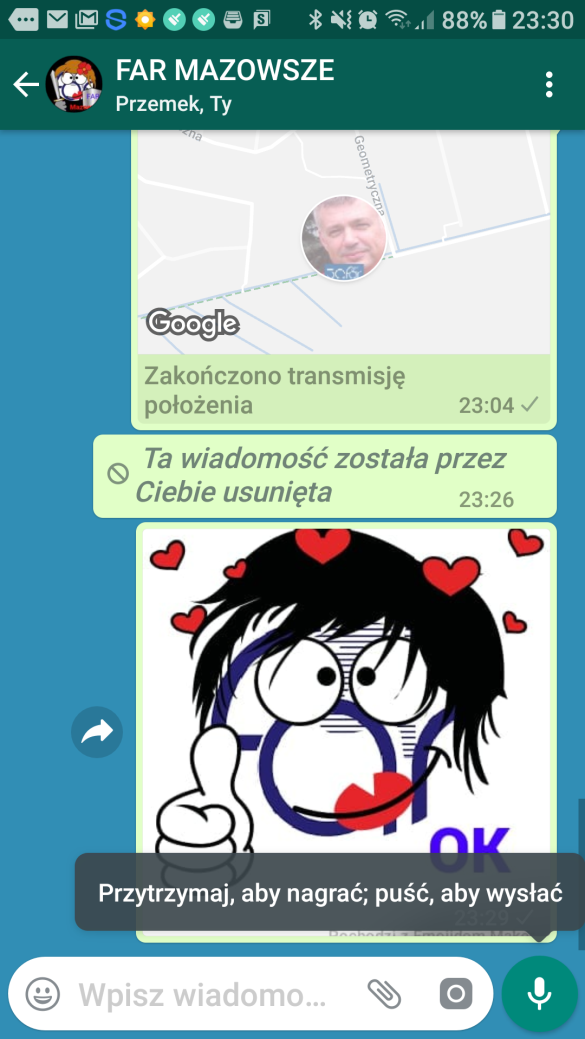 88% 23:30
FAR MAZOWSZE
Przemek, Ty
Geometryczna
Google
Zakończono transmisję
położenia
23:04
Ta wiadomość została przez
Ciebie usunięta
23:26
OK
Przytrzymaj, aby nagrać; puść, aby wysłać
23:29
Wpisz wiadomo...